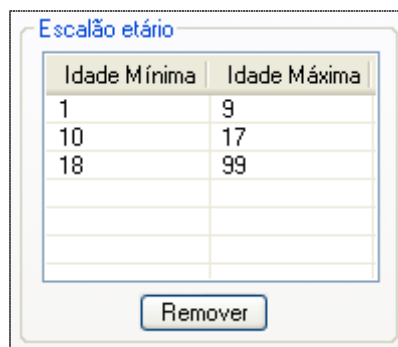 Escalão etário
Idade Mínima Idade Máxima
1 9
10 17
18 99
Remover